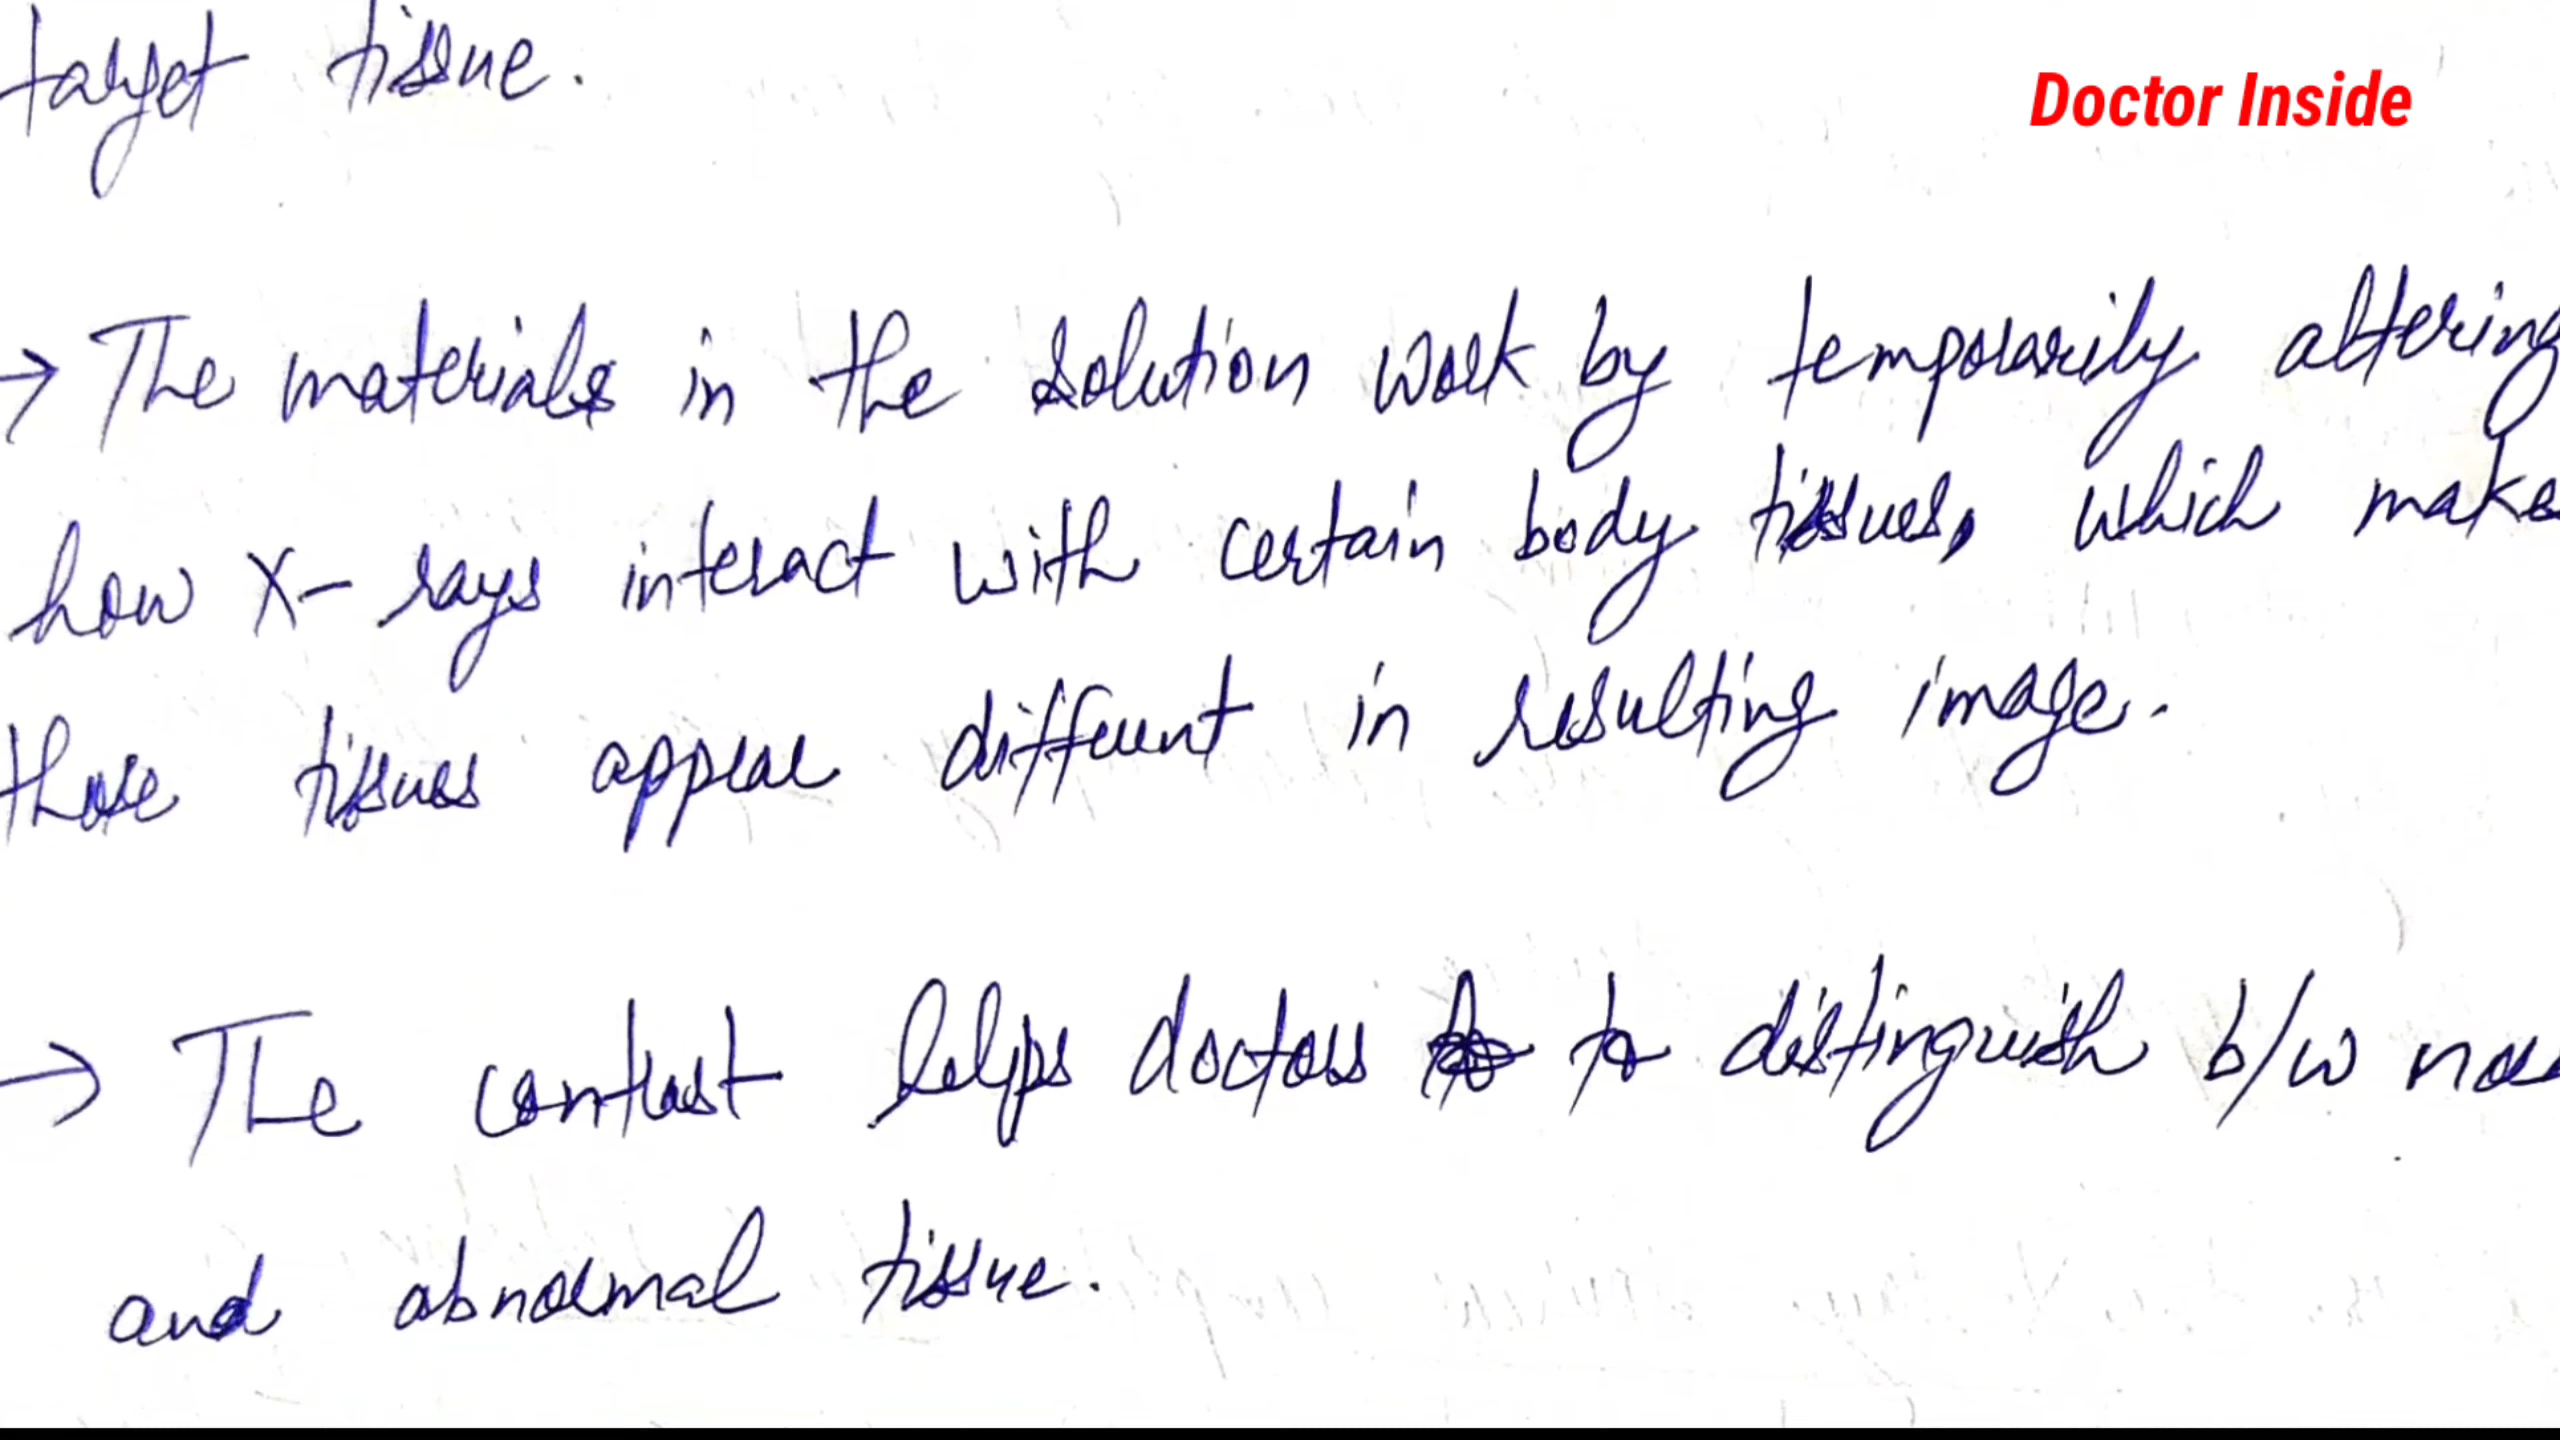 target tissue.
Doctor Inside
→ The materials in the solution work by temporarily altering
how X-rays interact with certain body tissues, which make
those tissues appear different in resulting image.
→ The contrast helps doctors to distinguish b/w no
and abnormal tissue.